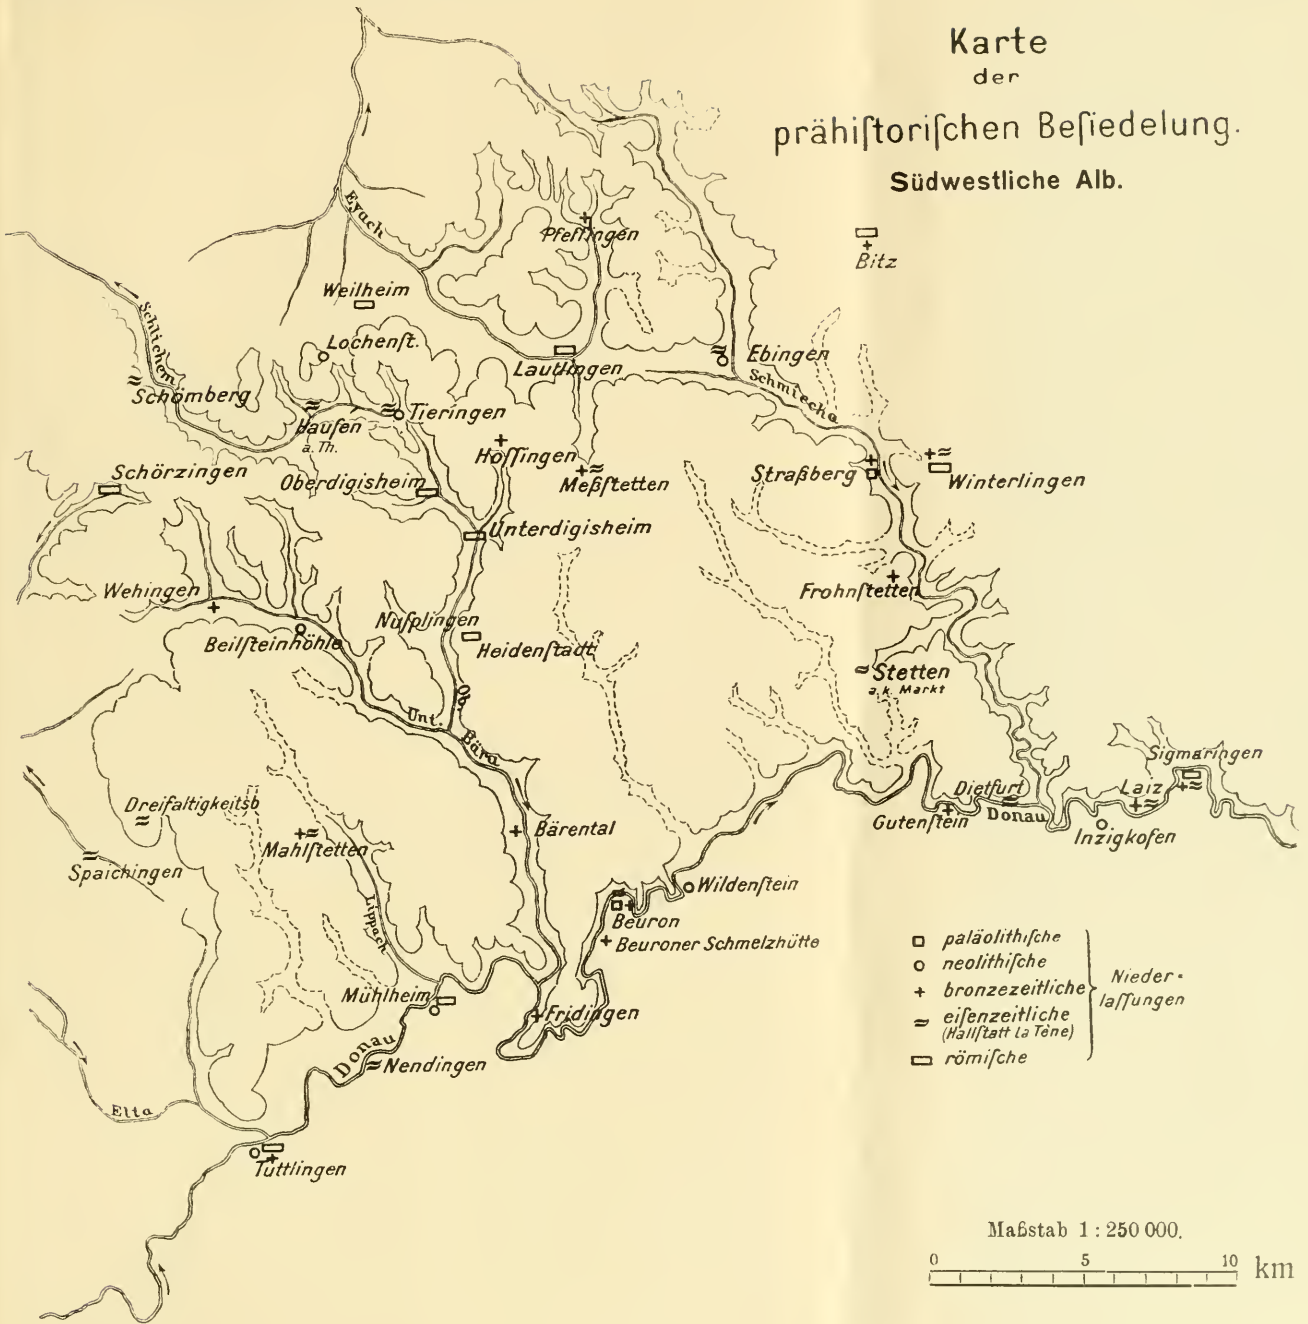 Karte
der
prähiſtoriſchen Beſiedelung.
Südwestliche Alb.
Eyach
Pfeffingen
Bitz
Weilheim
Schlichem
Lochenſt.
Lautlingen
Ebingen
Schmiecha
Schömberg
Hauſen
a. Th.
Tieringen
Höſſingen
Meßſtetten
Straßberg
Winterlingen
Schörzingen
Oberdigisheim
Unterdigisheim
Wehingen
Frohnſtetten
Nuſplingen
Beilſteinhöhle
Heidenſtadt
Stetten
a. k. Markt
Ob.
Unt.
Bära
Sigmaringen
Dreifaltigkeitsb
Dietfurt
Laiz
Gutenſtein
Donau
Inzigkofen
Bärental
Mahlſtetten
Spaichingen
Wildenſtein
Lippach
Beuron
Beuroner Schmelzhütte
Mühlheim
Fridingen
Donau
Nendingen
Elta
Tuttlingen
paläolithiſche
neolithiſche
bronzezeitliche
eiſenzeitliche
(Hallſtatt La Tène)
römiſche
Nieder-
laſſungen
Maßstab 1 : 250 000.
0 5 10 km